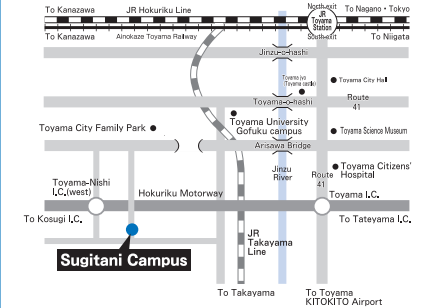 To Kanazawa JR Hokuriku Line North-exit To Nagano・Tokyo
JR
Toyama
Station
To Kanazawa Ainokaze Toyama Railway South-exit To Niigata
Jinzu-o-hashi
Toyama jyo
(Toyama castle)
Toyama City Hall
Toyama-o-hashi
Route
41
Toyama University
Gofuku campus
Toyama City Family Park
Toyama Science Museum
Arisawa Bridge
Toyama Citizens'
Hospital
Jinzu
River
Route
41
Toyama-Nishi
I.C.(west)
Hokuriku Motorway
Toyama I.C.
To Kosugi I.C.
To Tateyama I.C.
Sugitani Campus
JR
Takayama
Line
To Takayama
To Toyama
KITOKITO Airport